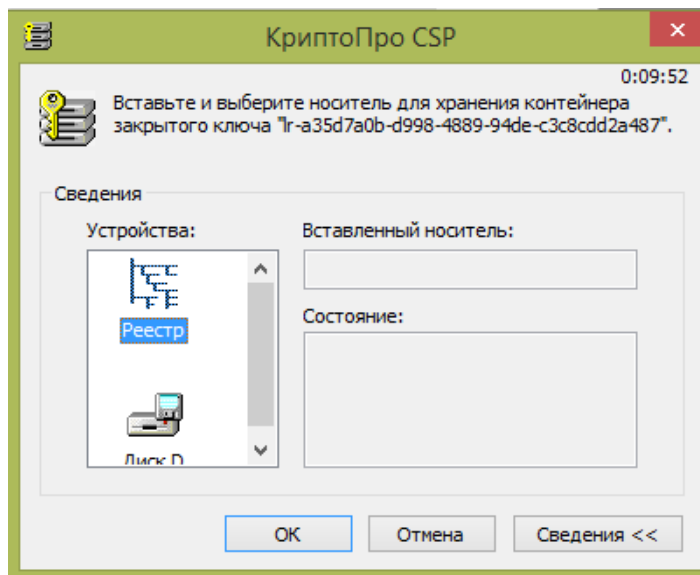 КриптоПро CSP
0:09:52
Вставьте и выберите носитель для хранения контейнера
закрытого ключа "lr-a35d7a0b-d998-4889-94de-c3c8cdd2a487".
Сведения
Устройства:
Вставленный носитель:
Реестр
Состояние:
Диск D
ОК
Отмена
Сведения <<